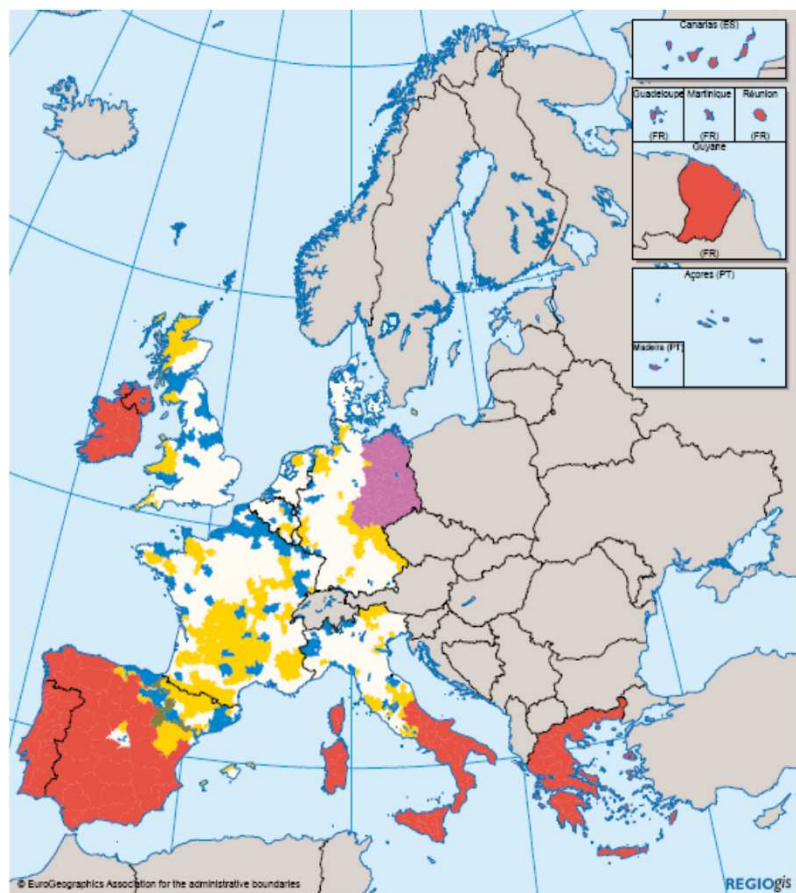 Canarias (ES)
Guadeloupe Martinique Réunion
(FR) (FR) (FR)
Guyane
(FR)
Açores (PT)
Madeira (PT)
© EuroGeographics Association for the administrative boundaries
REGIOgis